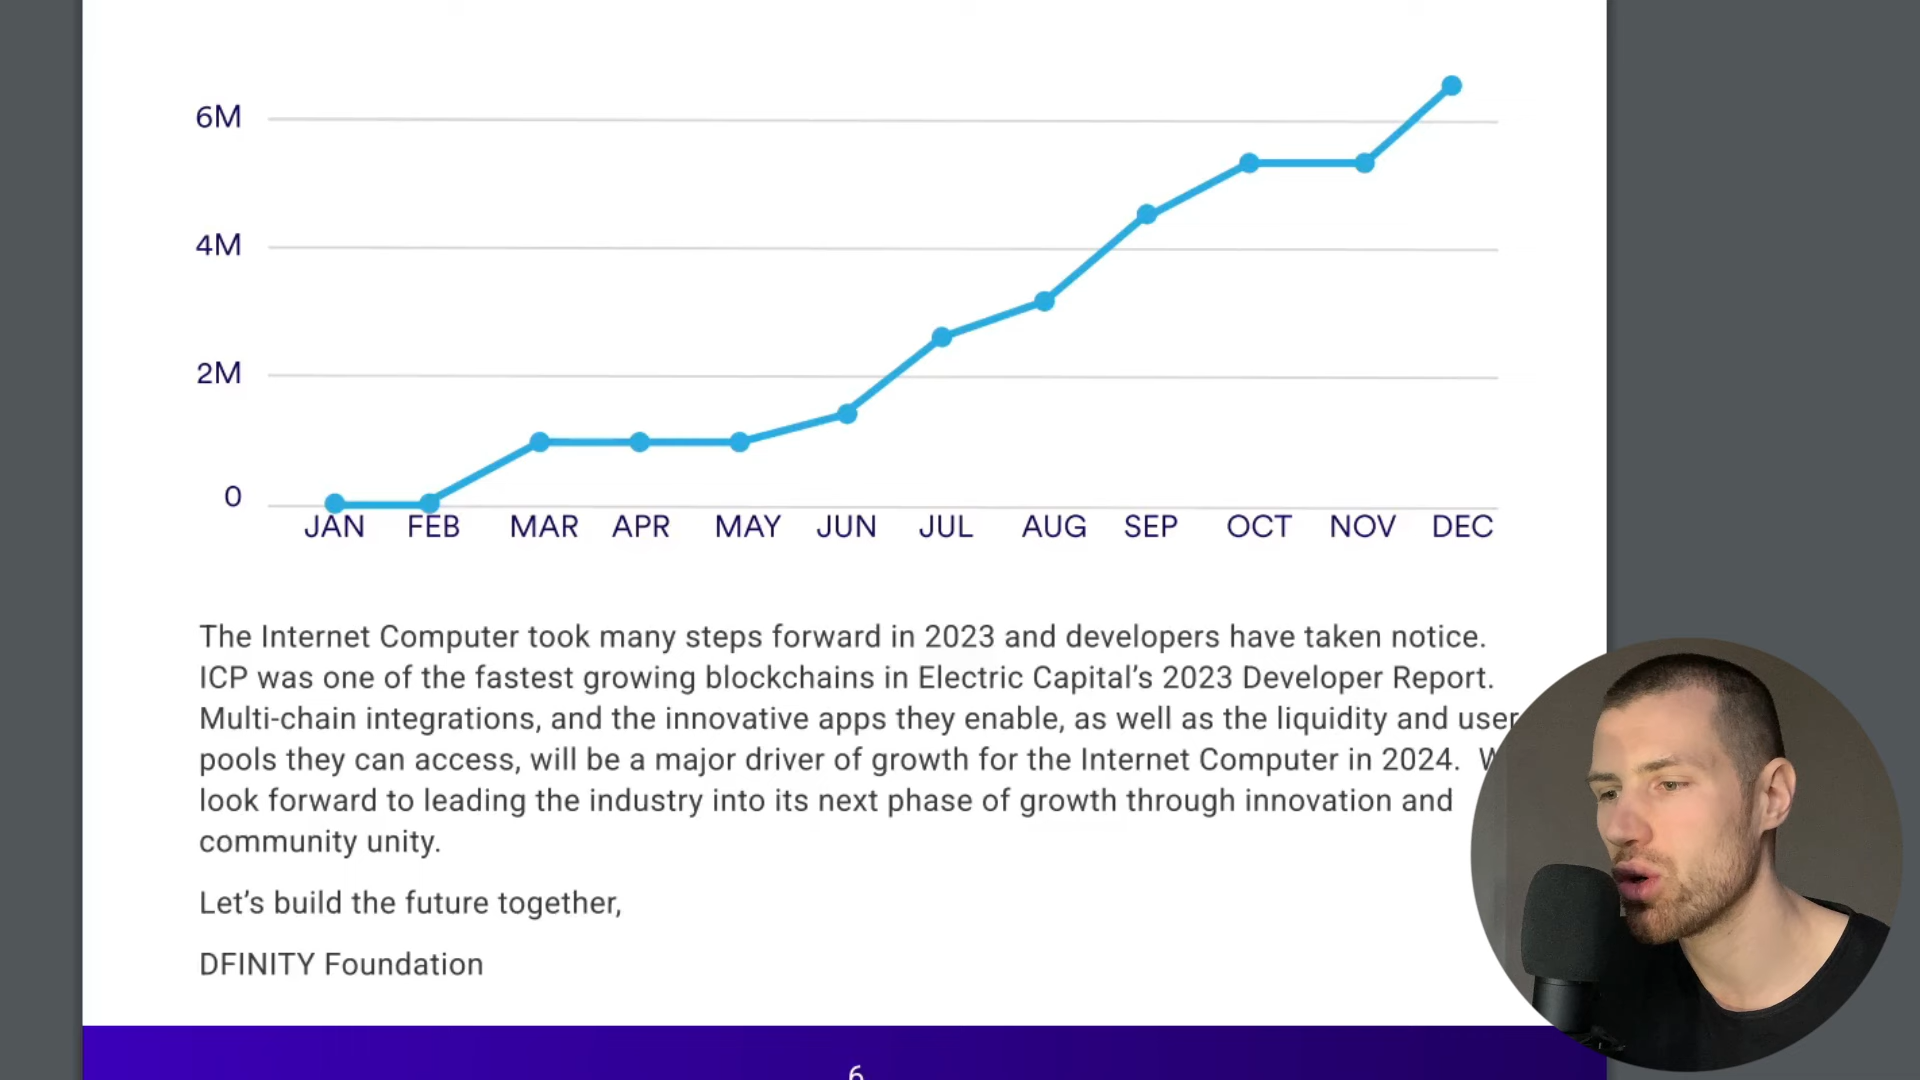 6M
4M
2M
0
JAN FEB MAR APR MAY JUN JUL AUG SEP OCT NOV DEC
The Internet Computer took many steps forward in 2023 and developers have taken notice.
ICP was one of the fastest growing blockchains in Electric Capital’s 2023 Developer Report.
Multi-chain integrations, and the innovative apps they enable, as well as the liquidity and user
pools they can access, will be a major driver of growth for the Internet Computer in 2024.
look forward to leading the industry into its next phase of growth through innovation and
community unity.
Let’s build the future together,
DFINITY Foundation
6